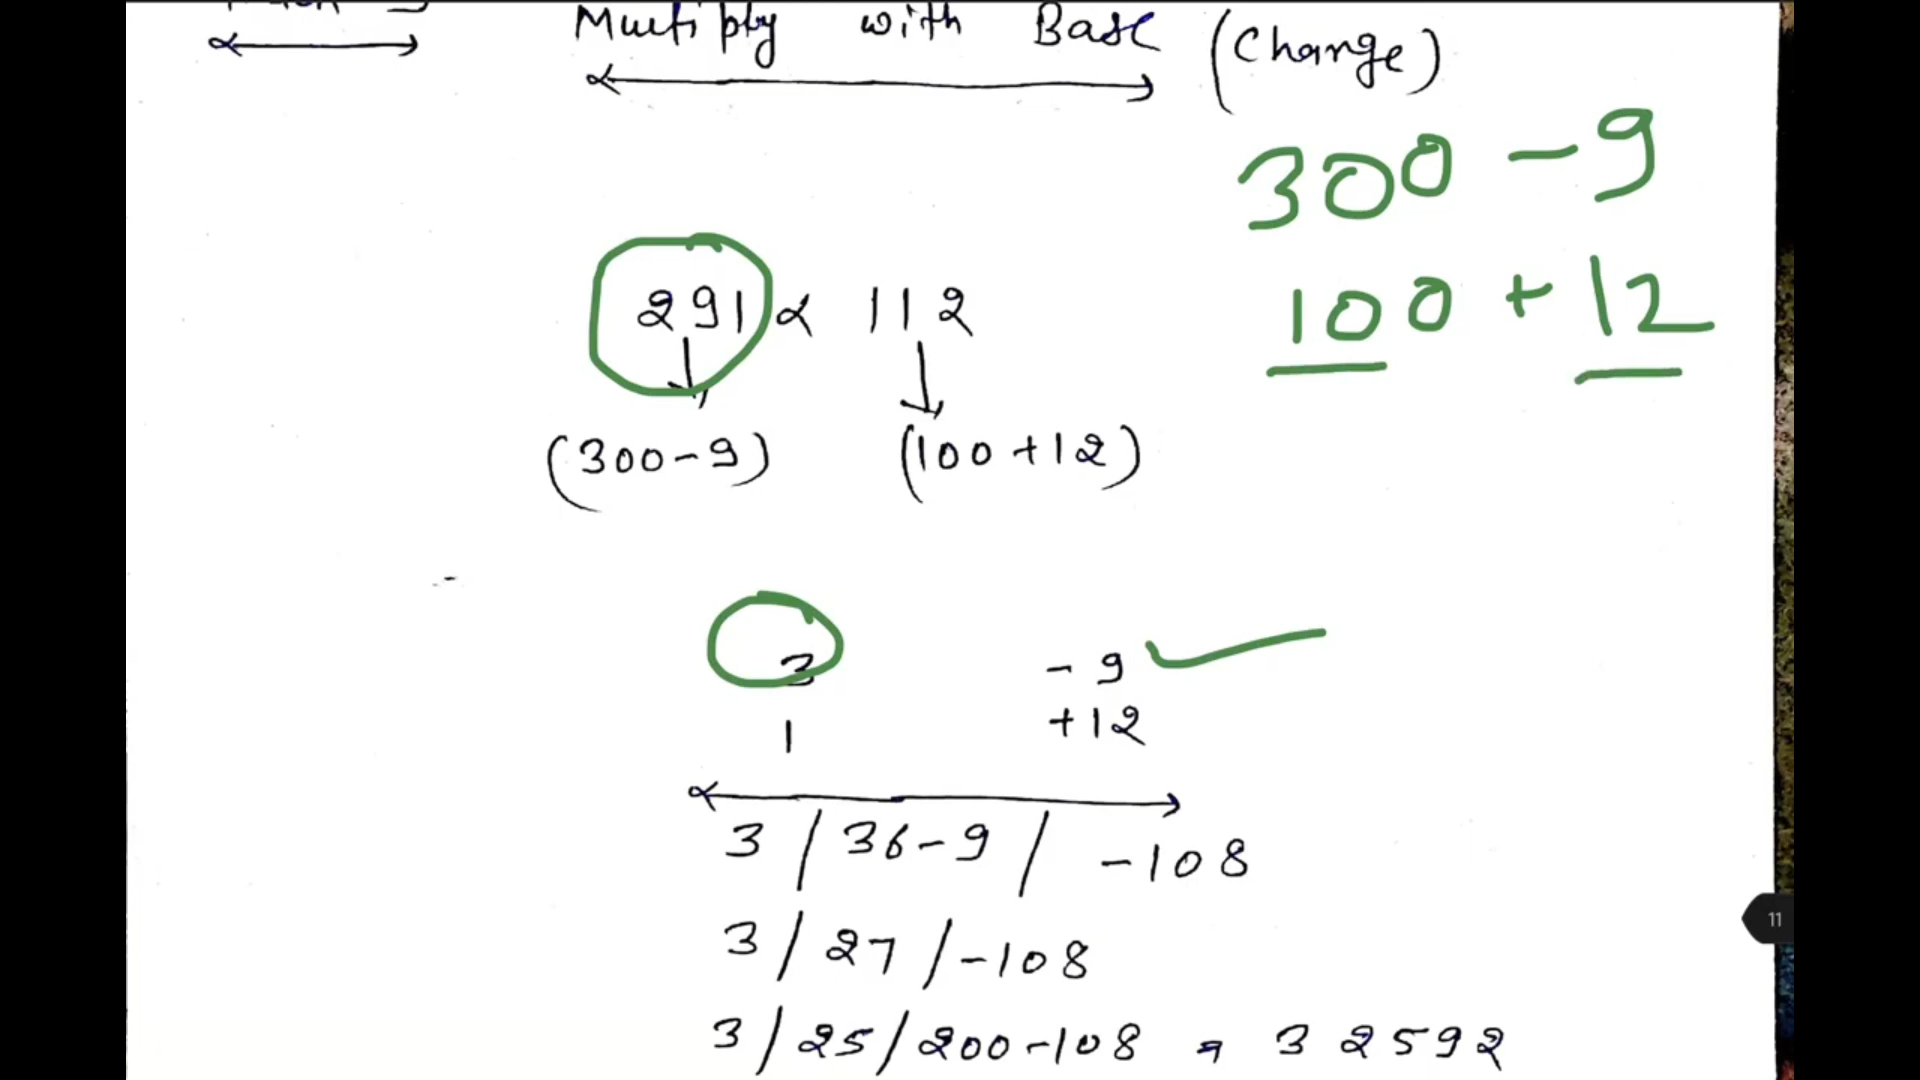 Multiply with Base (Change)
300 - 9
100 + 12
291 × 112
(300-9) (100+12)
3 - 9
1 +12
3 / 36-9 / -108
3 / 27 / -108
3 / 25 / 200-108 = 32592
11